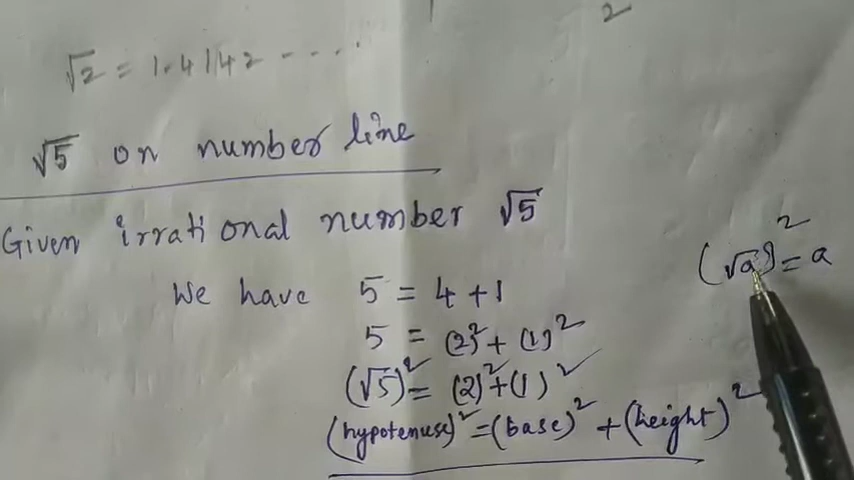 2
√2 = 1.4142 - - - . .
√5 on number line
Given irrational number √5
We have 5 = 4 + 1
(√a)² = a
5 = (2)² + (1)²
(√5)² = (2)² + (1)²
(hypotenuse)² = (base)² + (height)²